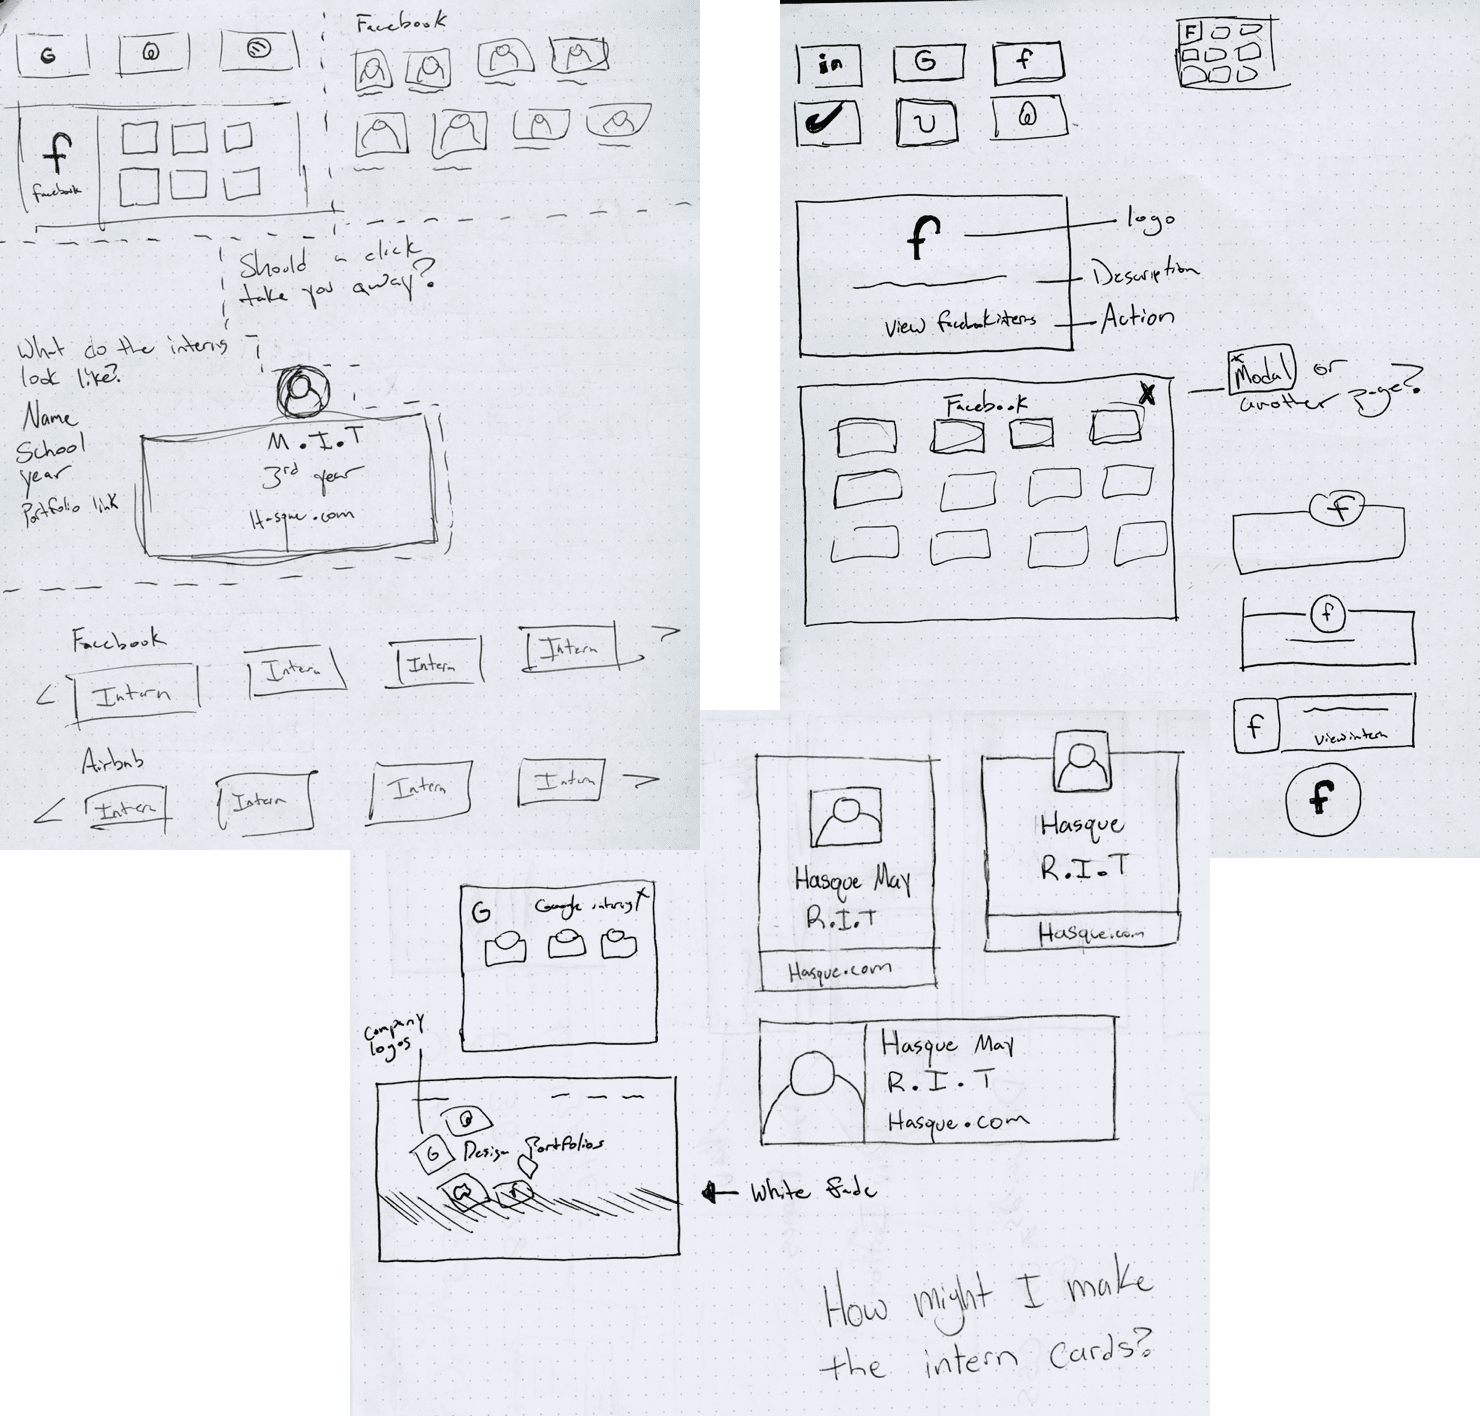 G
Facebook
f
facebook
Should a click
take you away?
What do the interns
look like?
Name
School
year
Portfolio link
M.I.T
3rd year
Hasque.com
Facebook
< Intern Intern Intern Intern >
Airbnb
< Intern Intern Intern Intern >
in G f
U
F
f
logo
Description
View facebook interns
Action
Facebook X
x
Modal or
another page?
f
f
f
View intern
f
G Google interns X
Company
logos
G Design Portfolios
White fade
Hasque May
R.I.T
Hasque.com
Hasque
R.I.T
Hasque.com
Hasque May
R.I.T
Hasque.com
How might I make
the intern cards?